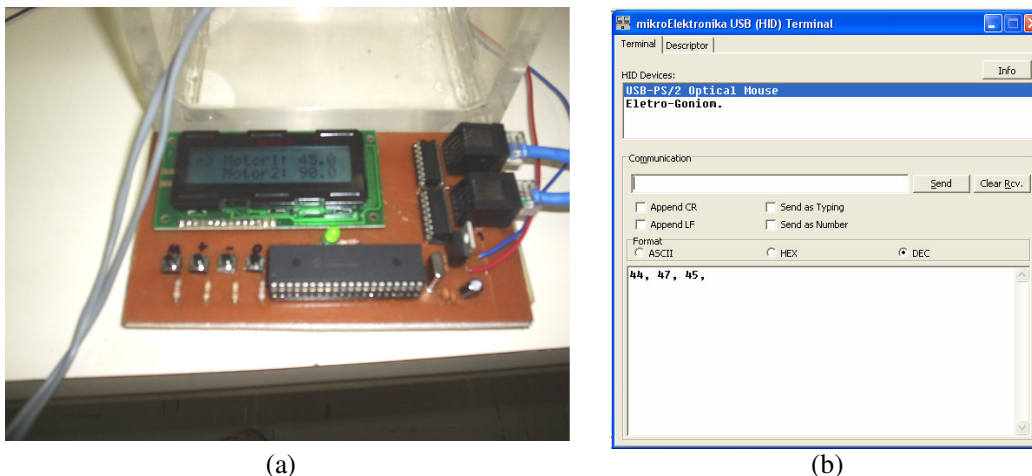 -> Motor1: 45.0
Motor2: 90.0
(a)
mikroElektronika USB (HID) Terminal
Terminal Descriptor
Info
HID Devices:
USB-PS/2 Optical Mouse
Eletro-Goniom.
Communication
Send Clear Rcv.
Append CR Send as Typing
Append LF Send as Number
Format
ASCII HEX DEC
44, 47, 45,
(b)